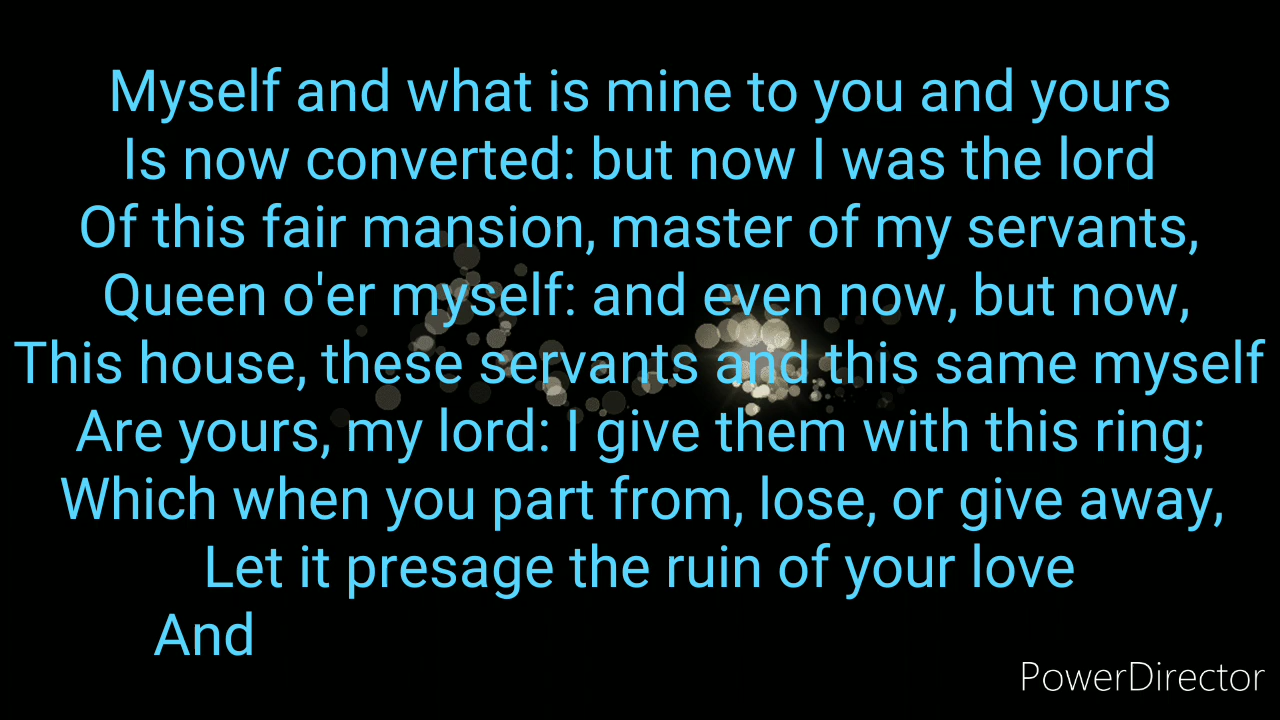 Myself and what is mine to you and yours
Is now converted: but now I was the lord
Of this fair mansion, master of my servants,
Queen o'er myself: and even now, but now,
This house, these servants and this same myself
Are yours, my lord: I give them with this ring;
Which when you part from, lose, or give away,
Let it presage the ruin of your love
And
PowerDirector